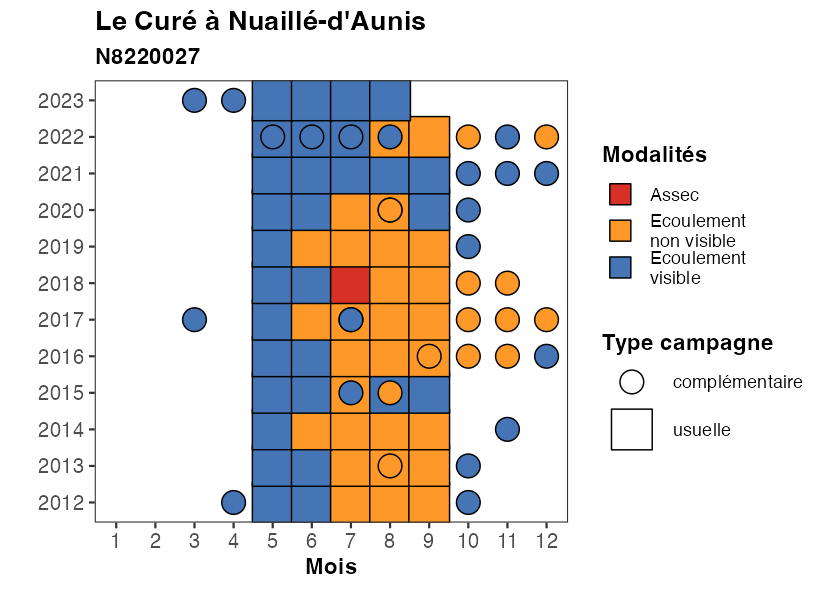 Le Curé à Nuaillé-d'Aunis
N8220027
2023
2022
2021
2020
2019
2018
2017
2016
2015
2014
2013
2012
1 2 3 4 5 6 7 8 9 10 11 12
Mois
Modalités
Assec
Ecoulement
non visible
Ecoulement
visible
Type campagne
complémentaire
usuelle